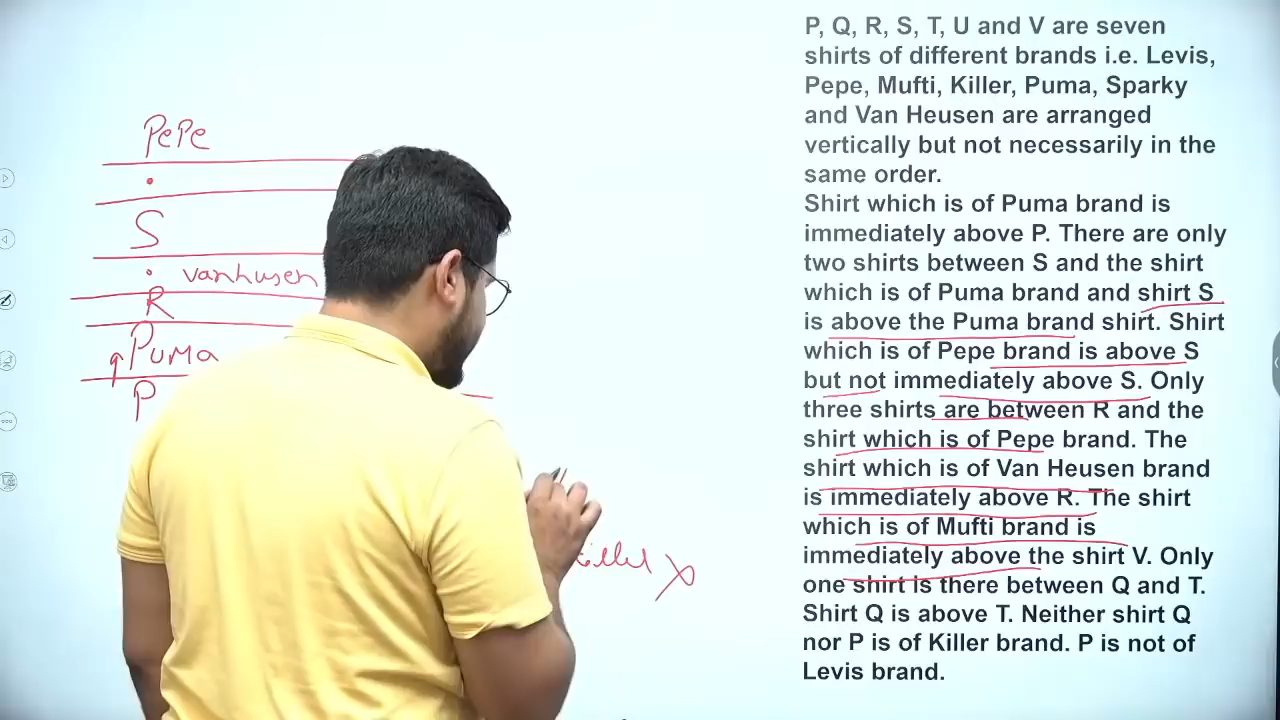 P, Q, R, S, T, U and V are seven
shirts of different brands i.e. Levis,
Pepe, Mufti, Killer, Puma, Sparky
and Van Heusen are arranged
vertically but not necessarily in the
same order.
Shirt which is of Puma brand is
immediately above P. There are only
two shirts between S and the shirt
which is of Puma brand and shirt S
is above the Puma brand shirt. Shirt
which is of Pepe brand is above S
but not immediately above S. Only
three shirts are between R and the
shirt which is of Pepe brand. The
shirt which is of Van Heusen brand
is immediately above R. The shirt
which is of Mufti brand is
immediately above the shirt V. Only
one shirt is there between Q and T.
Shirt Q is above T. Neither shirt Q
nor P is of Killer brand. P is not of
Levis brand.
PePe
S
vanhusen
R
Puma
P